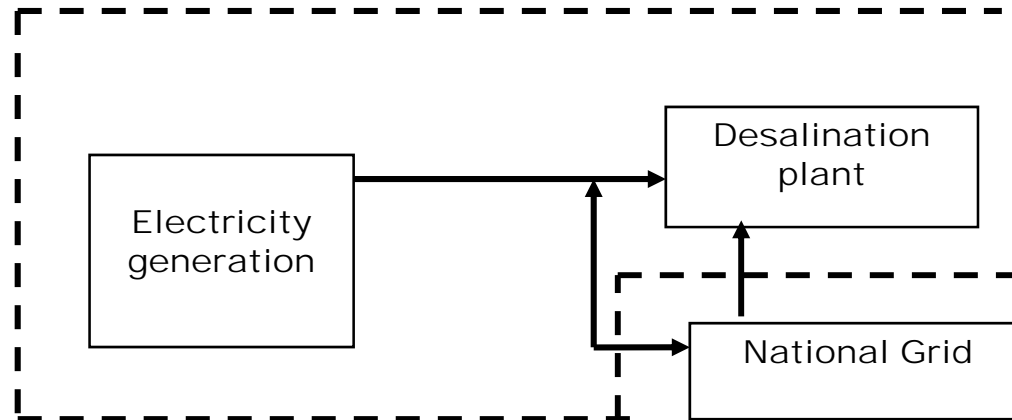 Desalination
plant
Electricity
generation
National Grid